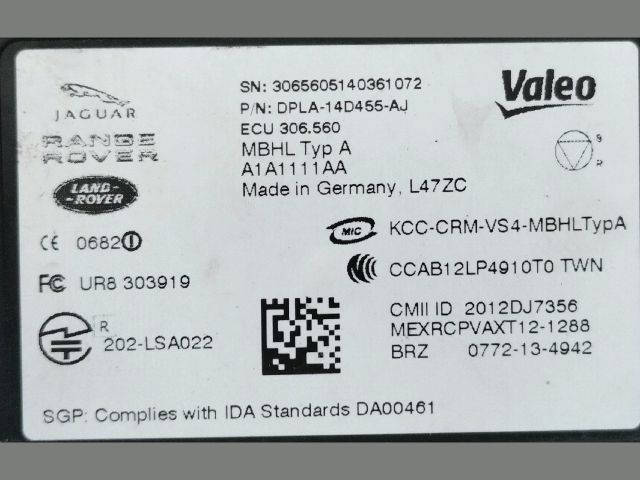 SN: 3065605140361072
P/N: DPLA-14D455-AJ
ECU 306.560
MBHL Typ A
A1A1111AA
Made in Germany, L47ZC
Valeo
JAGUAR
RANGE
ROVER
LAND-
-ROVER
S
R
CE 0682
MIC KCC-CRM-VS4-MBHLTypA
FC UR8 303919
CCAB12LP4910T0 TWN
R
202-LSA022
CMII ID 2012DJ7356
MEXRCPVAXT12-1288
BRZ 0772-13-4942
SGP: Complies with IDA Standards DA00461